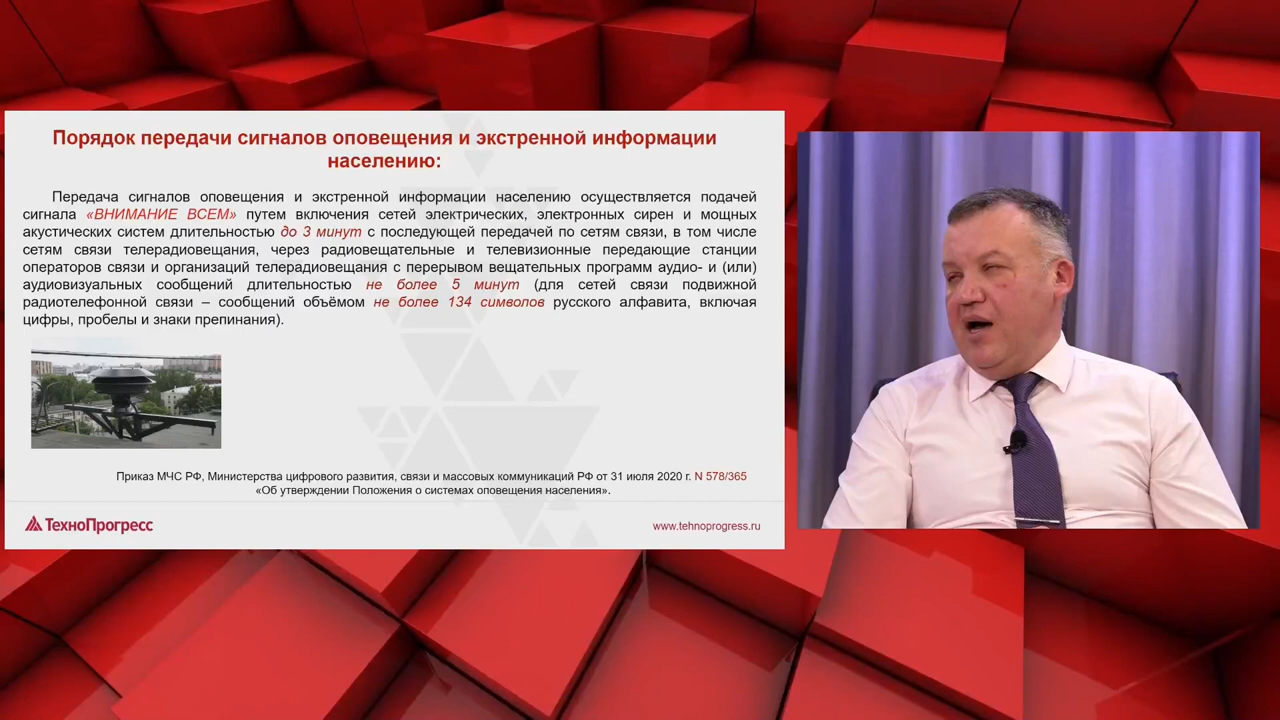 Порядок передачи сигналов оповещения и экстренной информации
населению:
Передача сигналов оповещения и экстренной информации населению осуществляется подачей
сигнала «ВНИМАНИЕ ВСЕМ» путем включения сетей электрических, электронных сирен и мощных
акустических систем длительностью до 3 минут с последующей передачей по сетям связи, в том числе
сетям связи телерадиовещания, через радиовещательные и телевизионные передающие станции
операторов связи и организаций телерадиовещания с перерывом вещательных программ аудио- и (или)
аудиовизуальных сообщений длительностью не более 5 минут (для сетей связи подвижной
радиотелефонной связи – сообщений объёмом не более 134 символов русского алфавита, включая
цифры, пробелы и знаки препинания).
Приказ МЧС РФ, Министерства цифрового развития, связи и массовых коммуникаций РФ от 31 июля 2020 г. N 578/365
«Об утверждении Положения о системах оповещения населения».
ТехноПрогресс
www.tehnoprogress.ru